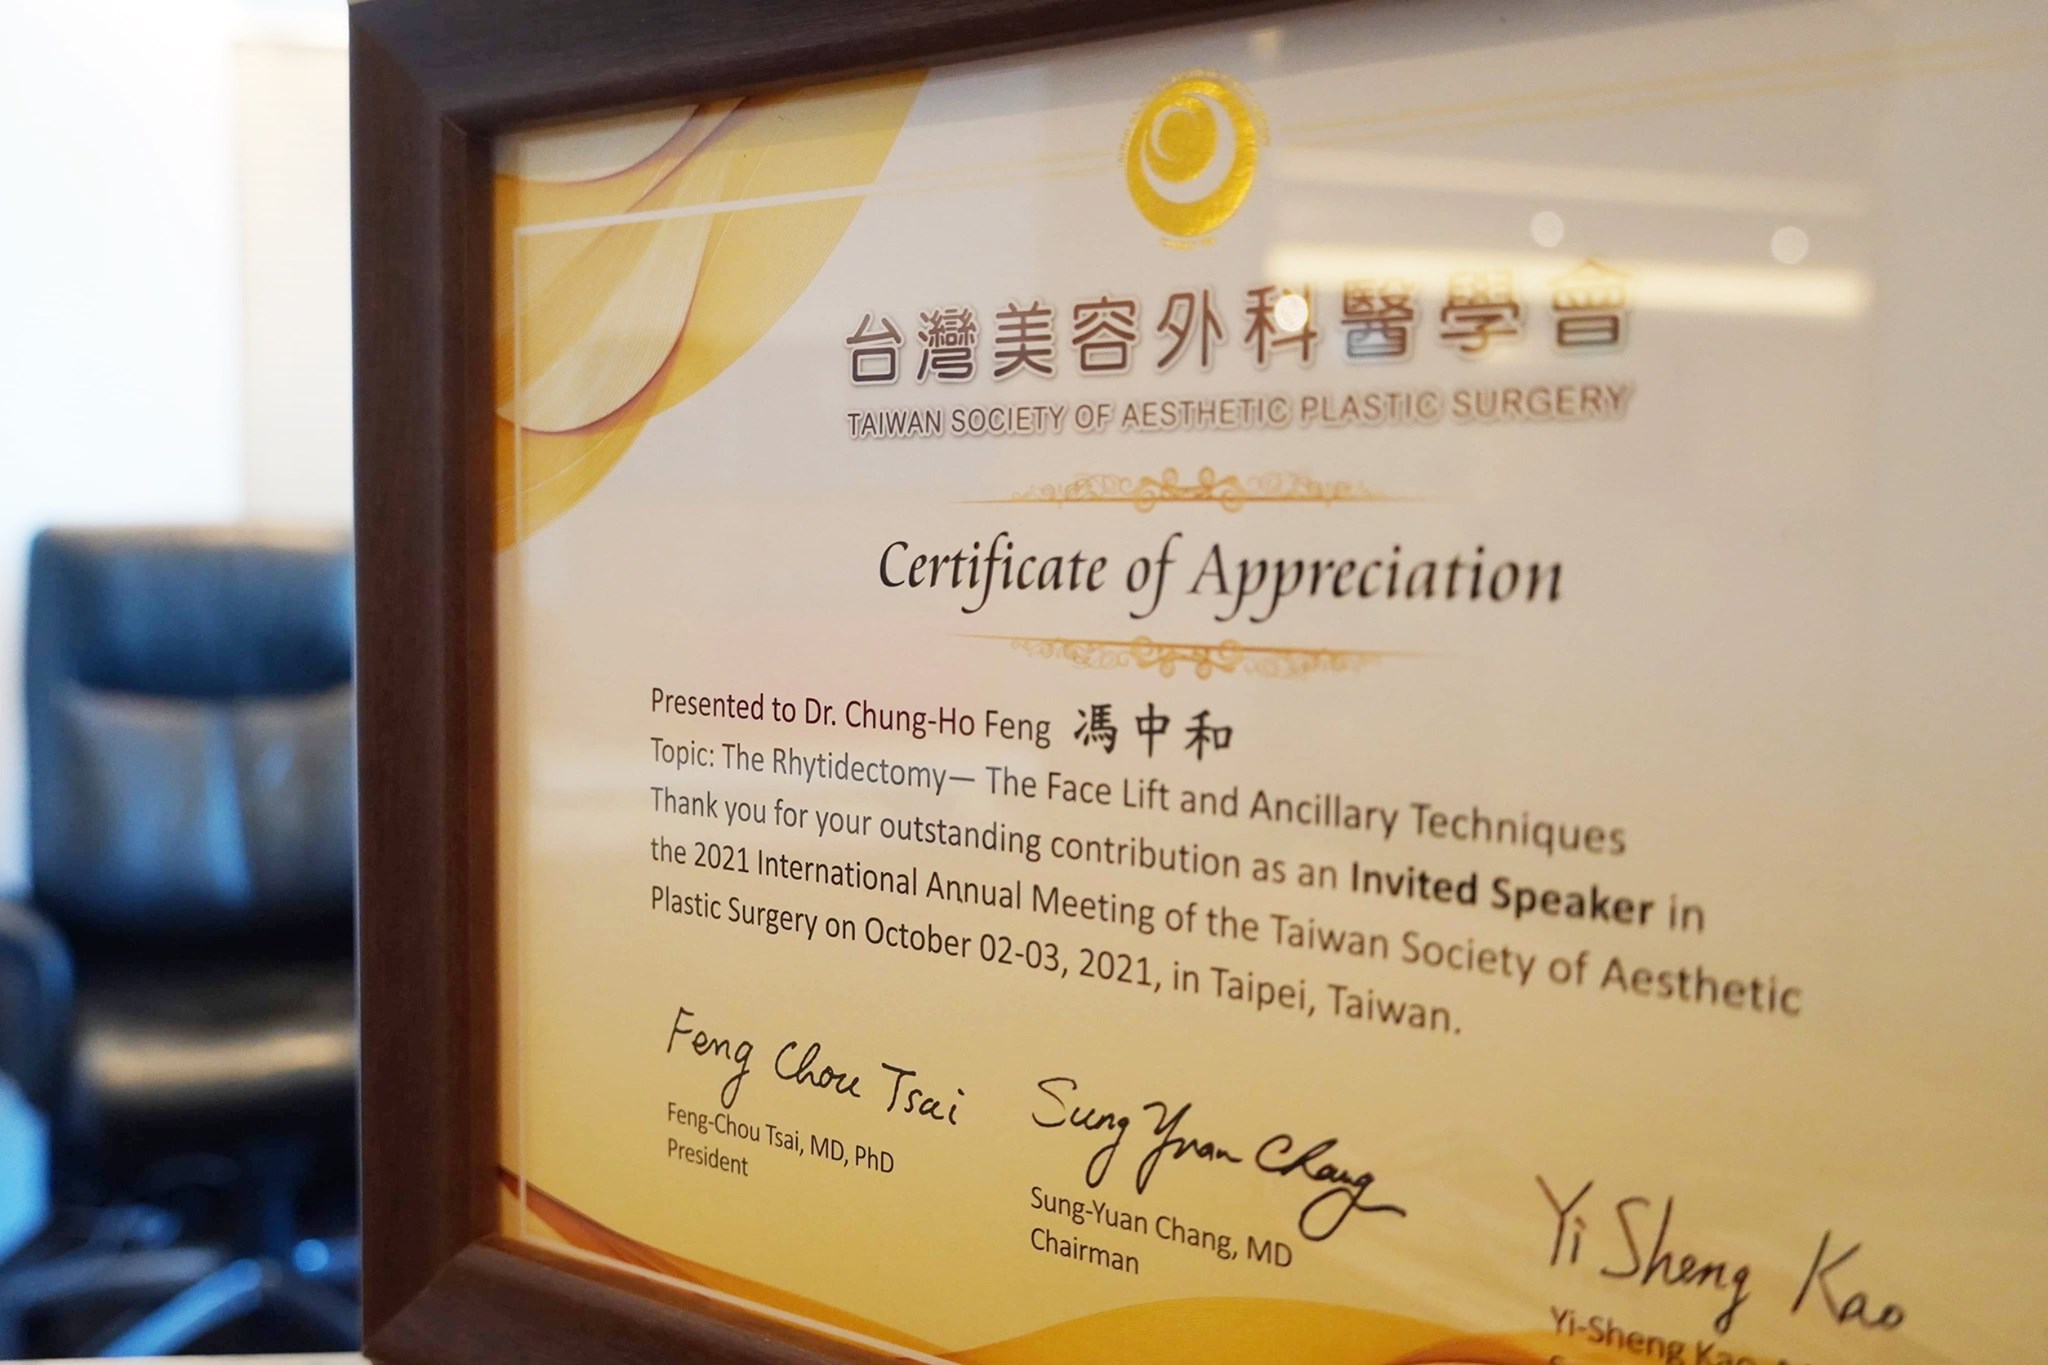 台灣美容外科醫學會
TAIWAN SOCIETY OF AESTHETIC PLASTIC SURGERY
Certificate of Appreciation
Presented to Dr. Chung-Ho Feng 馮中和
Topic: The Rhytidectomy— The Face Lift and Ancillary Techniques
Thank you for your outstanding contribution as an Invited Speaker in
the 2021 International Annual Meeting of the Taiwan Society of Aesthetic
Plastic Surgery on October 02-03, 2021, in Taipei, Taiwan.
Feng Chou Tsai
Feng-Chou Tsai, MD, PhD
President
Sung Yuan Chang
Sung-Yuan Chang, MD
Chairman
Yi Sheng Kao
Yi-Sheng Kao,